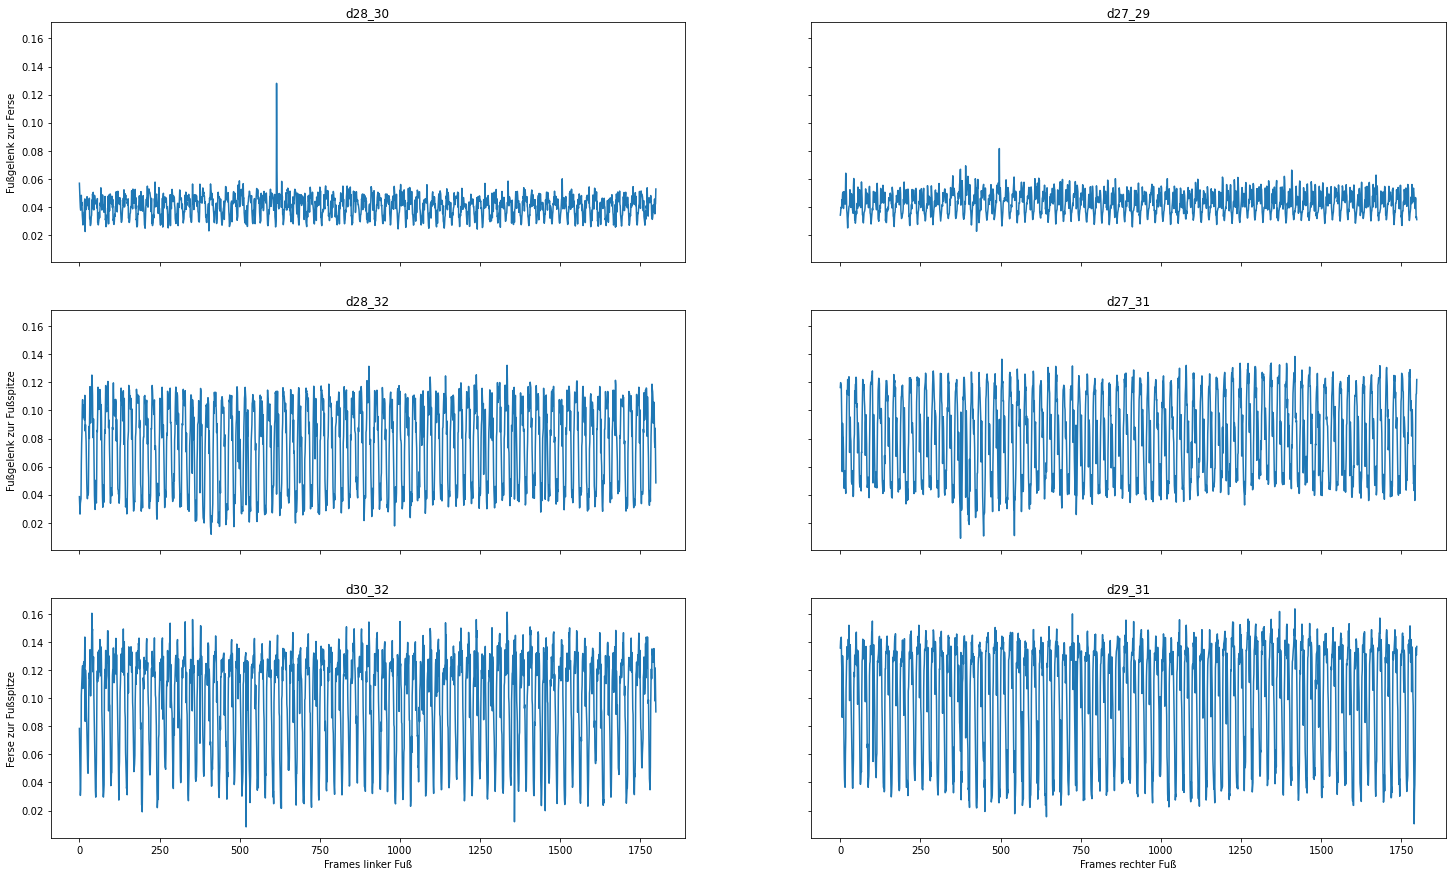 d28_30
d27_29
0.16
0.14
0.12
0.10
0.08
0.06
0.04
0.02
Fußgelenk zur Ferse
d28_32
d27_31
0.16
0.14
0.12
0.10
0.08
0.06
0.04
0.02
Fußgelenk zur Fußspitze
d30_32
d29_31
0.16
0.14
0.12
0.10
0.08
0.06
0.04
0.02
Ferse zur Fußspitze
0 250 500 750 1000 1250 1500 1750
0 250 500 750 1000 1250 1500 1750
Frames linker Fuß
Frames rechter Fuß